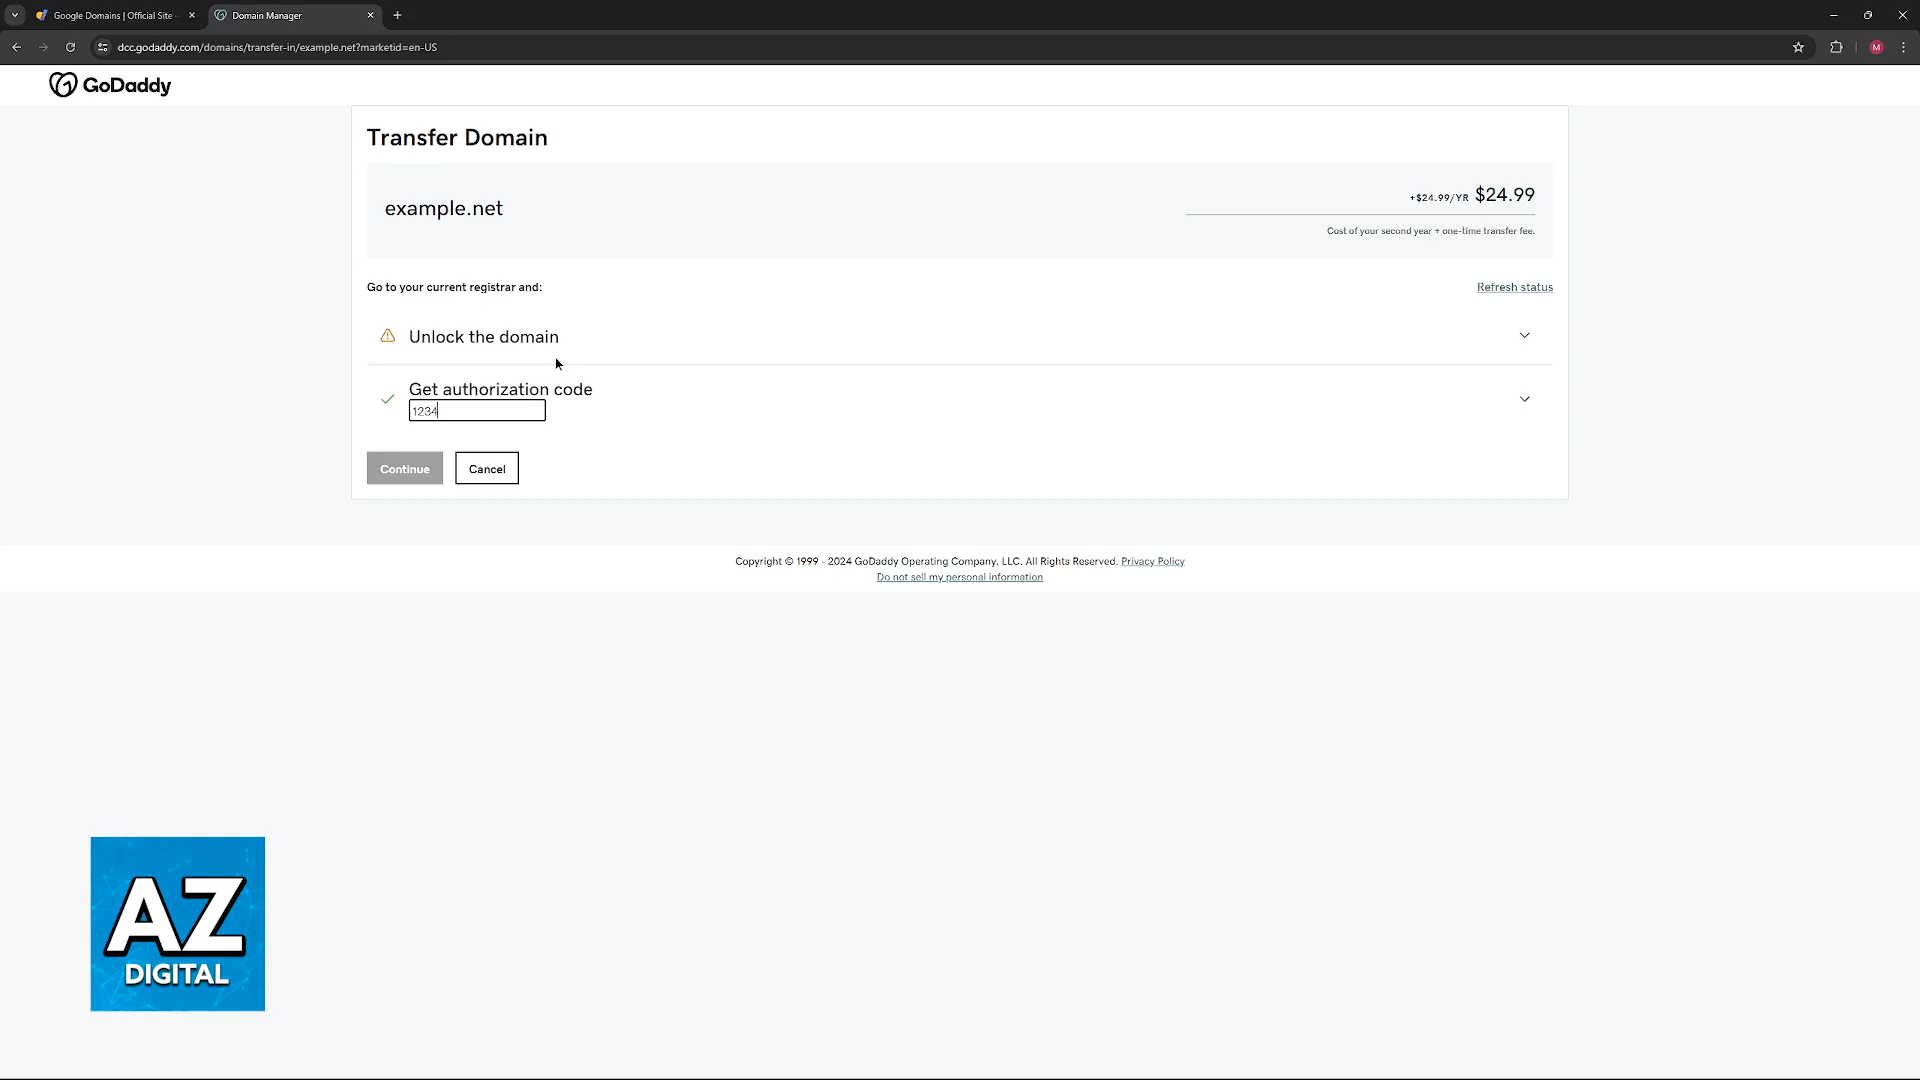 Google Domains | Official Site
Domain Manager
dcc.godaddy.com/domains/transfer-in/example.net?marketid=en-US
M
GoDaddy
Transfer Domain
example.net
+$24.99/YR $24.99
Cost of your second year + one-time transfer fee.
Go to your current registrar and:
Refresh status
Unlock the domain
Get authorization code
1234
Continue
Cancel
Copyright © 1999 - 2024 GoDaddy Operating Company, LLC. All Rights Reserved. Privacy Policy
Do not sell my personal information
AZ
DIGITAL